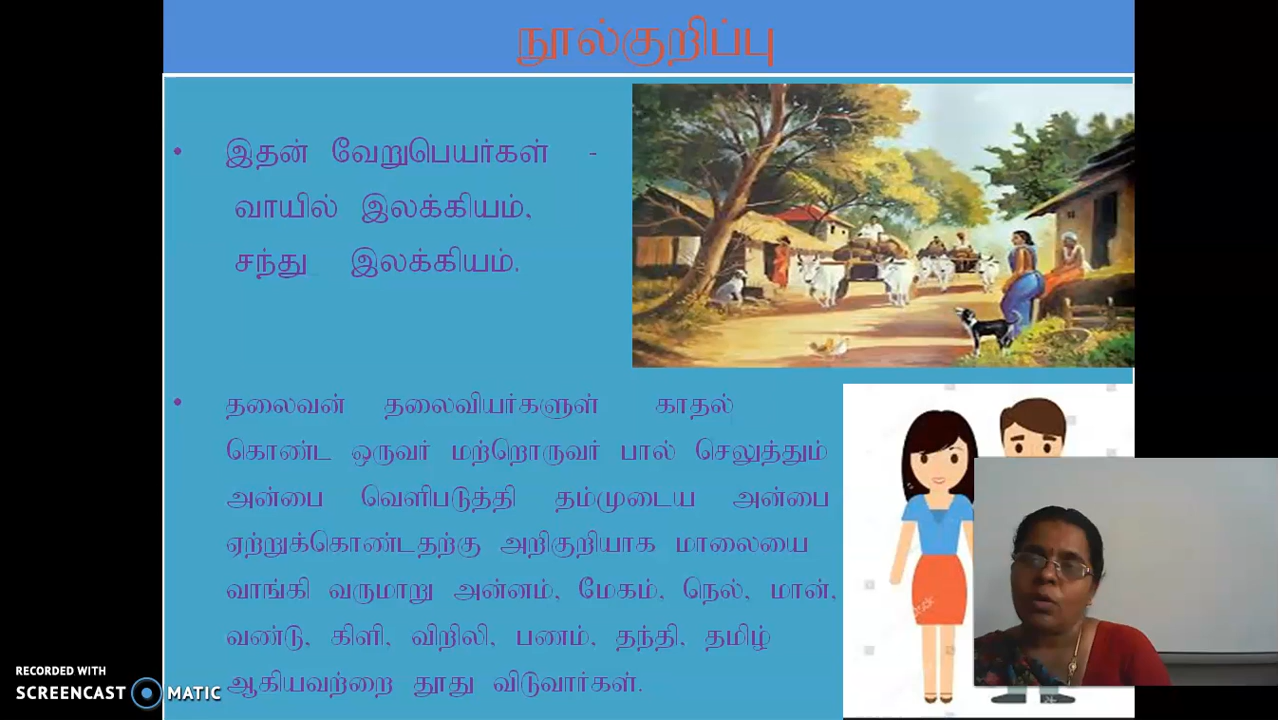 நூல்குறிப்பு
• இதன் வேறுபெயர்கள் -
வாயில் இலக்கியம்,
சந்து இலக்கியம்.
• தலைவன் தலைவியர்களுள் காதல்
கொண்ட ஒருவர் மற்றொருவர் பால் செலுத்தும்
அன்பை வெளிபடுத்தி தம்முடைய அன்பை
ஏற்றுக்கொண்டதற்கு அறிகுறியாக மாலையை
வாங்கி வருமாறு அன்னம், மேகம், நெல், மான்,
வண்டு, கிளி, விறிலி, பணம், தந்தி, தமிழ்
ஆகியவற்றை தூது விடுவார்கள்.
RECORDED WITH
SCREENCAST MATIC